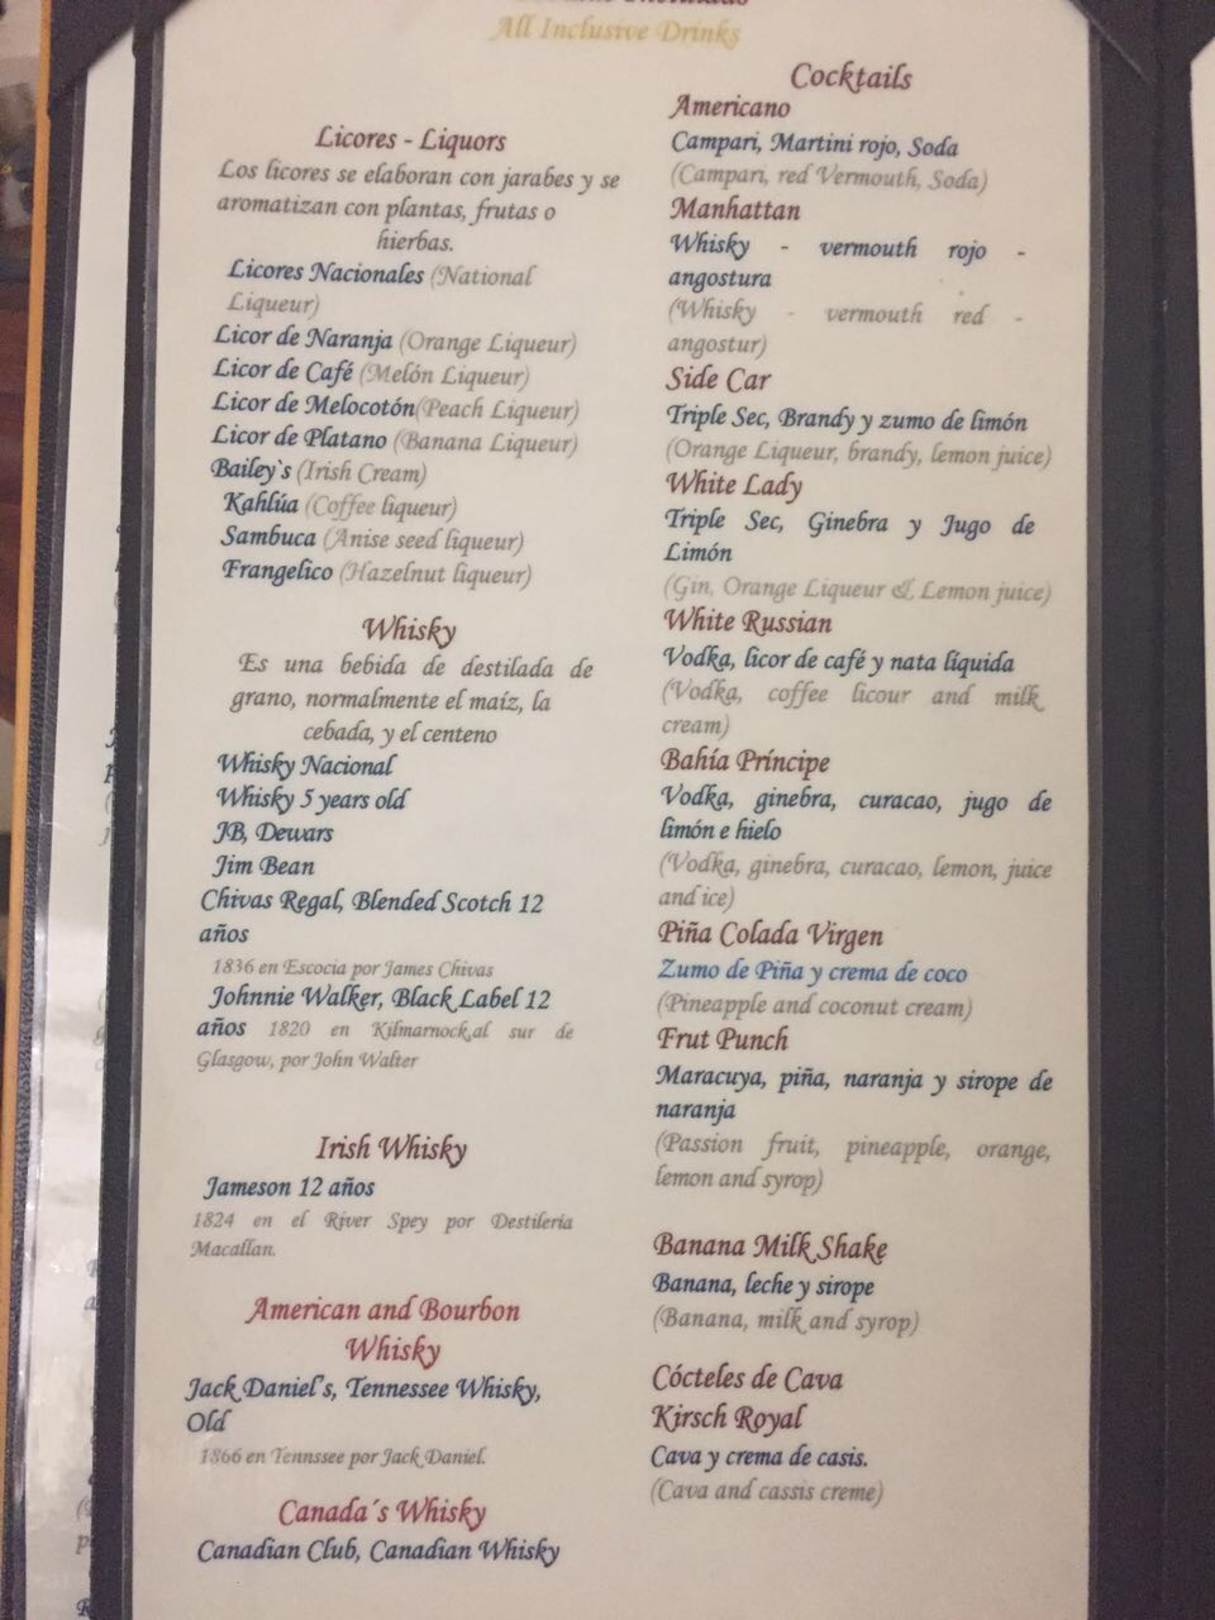 All Inclusive Drinks
Licores - Liquors
Los licores se elaboran con jarabes y se
aromatizan con plantas, frutas o
hierbas.
Licores Nacionales (National
Liqueur)
Licor de Naranja (Orange Liqueur)
Licor de Café (Melón Liqueur)
Licor de Melocotón(Peach Liqueur)
Licor de Platano (Banana Liqueur)
Bailey`s (Irish Cream)
Kahlúa (Coffee liqueur)
Sambuca (Anise seed liqueur)
Frangelico (Hazelnut liqueur)
Whisky
Es una bebida de destilada de
grano, normalmente el maíz, la
cebada, y el centeno
Whisky Nacional
Whisky 5 years old
JB, Dewars
Jim Bean
Chivas Regal, Blended Scotch 12
años
1836 en Escocia por James Chivas
Johnnie Walker, Black Label 12
años 1820 en Kilmarnock,al sur de
Glasgow, por John Walter
Irish Whisky
Jameson 12 años
1824 en el River Spey por Destilería
Macallan.
American and Bourbon
Whisky
Jack Daniel's, Tennessee Whisky,
Old
1866 en Tennssee por Jack Daniel.
Canada´s Whisky
Canadian Club, Canadian Whisky
Cocktails
Americano
Campari, Martini rojo, Soda
(Campari, red Vermouth, Soda)
Manhattan
Whisky - vermouth rojo -
angostura
(Whisky - vermouth red -
angostur)
Side Car
Triple Sec, Brandy y zumo de limón
(Orange Liqueur, brandy, lemon juice)
White Lady
Triple Sec, Ginebra y Jugo de
Limón
(Gin, Orange Liqueur & Lemon juice)
White Russian
Vodka, licor de café y nata líquida
(Vodka, coffee licour and milk
cream)
Bahía Príncipe
Vodka, ginebra, curacao, jugo de
limón e hielo
(Vodka, ginebra, curacao, lemon, juice
and ice)
Piña Colada Virgen
Zumo de Piña y crema de coco
(Pineapple and coconut cream)
Frut Punch
Maracuya, piña, naranja y sirope de
naranja
(Passion fruit, pineapple, orange,
lemon and syrop)
Banana Milk Shake
Banana, leche y sirope
(Banana, milk and syrop)
Cócteles de Cava
Kirsch Royal
Cava y crema de casis.
(Cava and cassis creme)